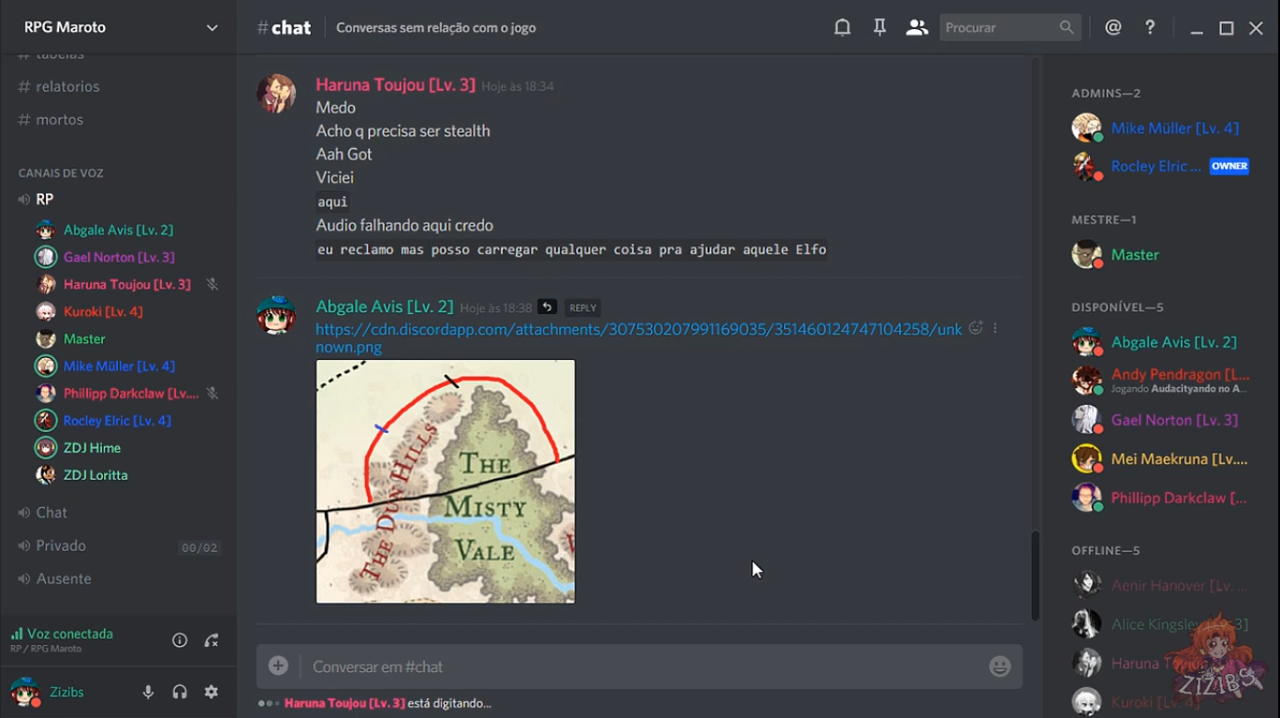 RPG Maroto
# tabelas
# relatorios
# mortos
CANAIS DE VOZ
RP
Abgale Avis [Lv. 2]
Gael Norton [Lv. 3]
Haruna Toujou [Lv. 3]
Kuroki [Lv. 4]
Master
Mike Müller [Lv. 4]
Phillipp Darkclaw [Lv....
Rocley Elric [Lv. 4]
ZDJ Hime
ZDJ Loritta
Chat
Privado 00/02
Ausente
Voz conectada
RP / RPG Maroto
Zizibs
#chat Conversas sem relação com o jogo
Procurar
Haruna Toujou [Lv. 3] Hoje às 18:34
Medo
Acho q precisa ser stealth
Aah Got
Viciei
aqui
Audio falhando aqui credo
eu reclamo mas posso carregar qualquer coisa pra ajudar aquele Elfo
Abgale Avis [Lv. 2] Hoje às 18:38 REPLY
https://cdn.discordapp.com/attachments/307530207991169035/351460124747104258/unk
nown.png
THE DUN HILLS
THE
MISTY
VALE
Conversar em #chat
Haruna Toujou [Lv. 3] está digitando...
ADMINS—2
Mike Müller [Lv. 4]
Rocley Elric ... OWNER
MESTRE—1
Master
DISPONÍVEL—5
Abgale Avis [Lv. 2]
Andy Pendragon [L...
Jogando Audacityando no A...
Gael Norton [Lv. 3]
Mei Maekruna [Lv....
Phillipp Darkclaw [...
OFFLINE—5
Aenir Hanover [Lv. ...
Alice Kingsley [Lv. 3]
Haruna
Kuroki [Lv. 4]
ZIZIBS